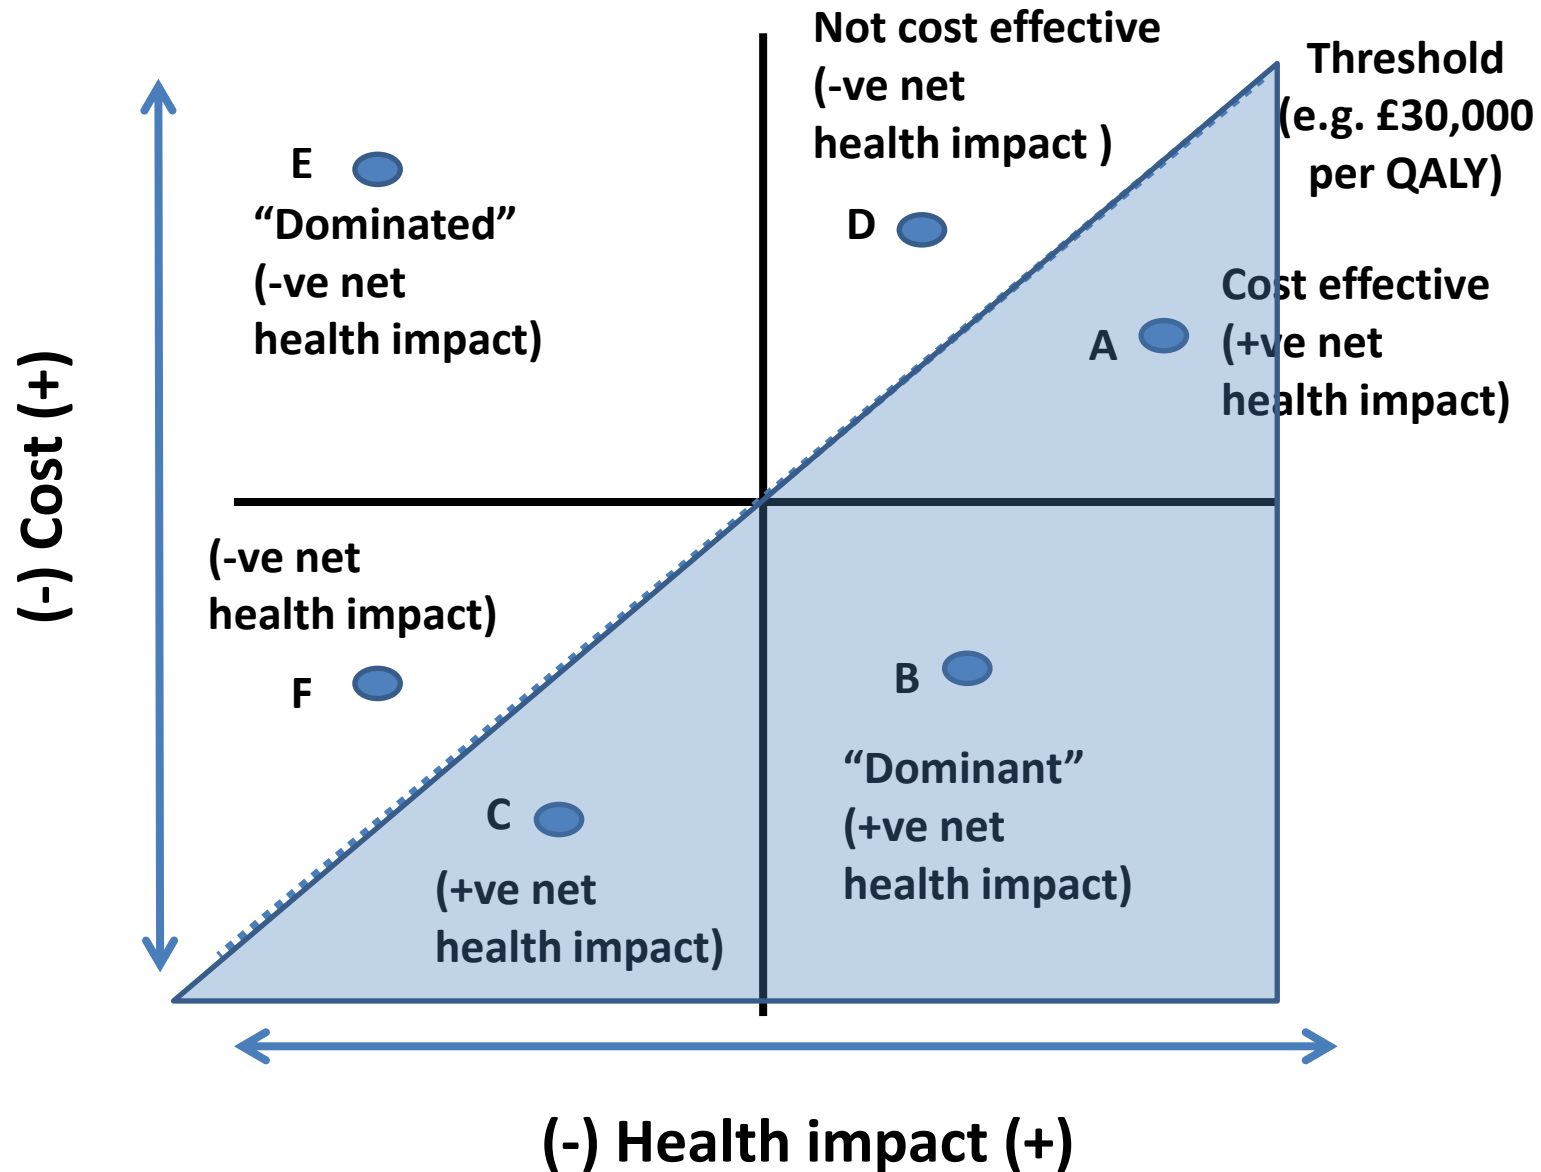 Not cost effective
(-ve net
health impact )
Threshold
(e.g. £30,000
per QALY)
E
“Dominated”
(-ve net
health impact)
D
Cost effective
(+ve net
health impact)
A
(-) Cost (+)
(-ve net
health impact)
F
B
“Dominant”
(+ve net
health impact)
C
(+ve net
health impact)
(-) Health impact (+)